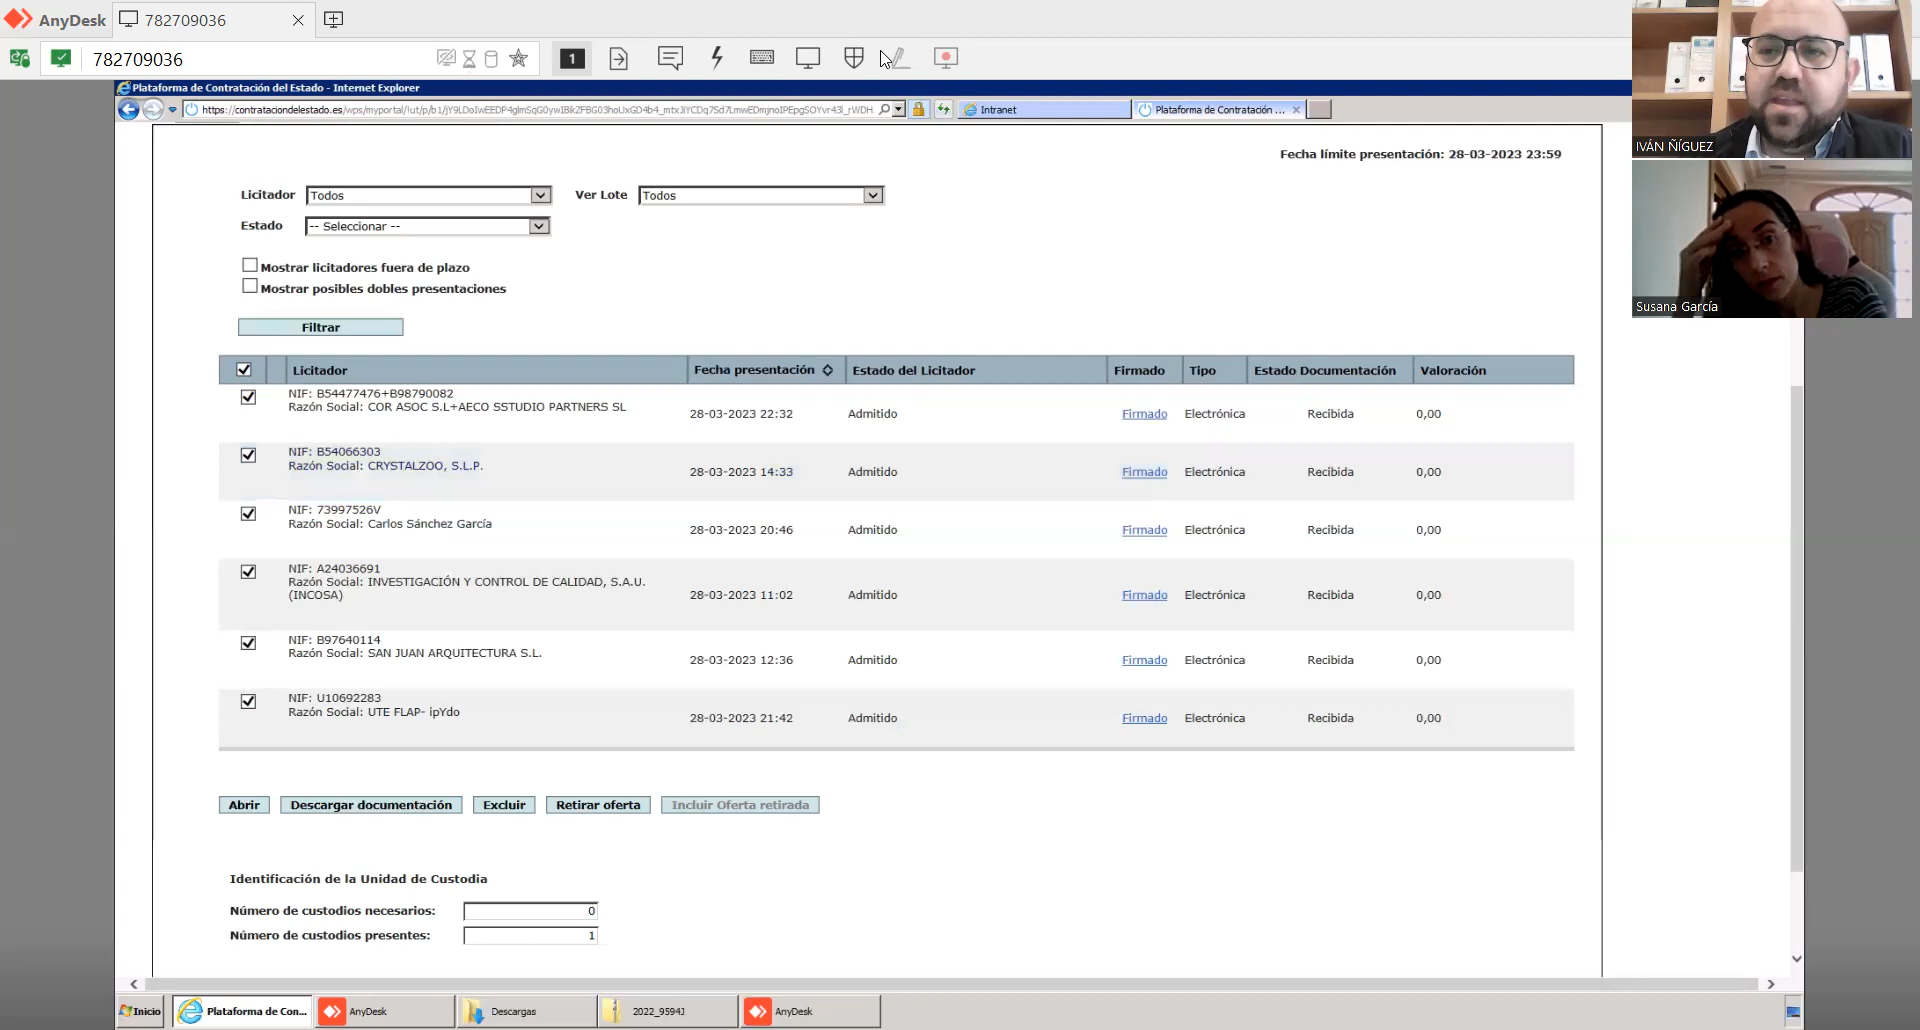 AnyDesk 782709036
782709036 1
Plataforma de Contratación del Estado - Internet Explorer
Intranet Plataforma de Contratación ...
IVÁN ÑÍGUEZ
Susana García
Fecha límite presentación: 28-03-2023 23:59
Licitador Todos Ver Lote Todos
Estado -- Seleccionar --
Mostrar licitadores fuera de plazo
Mostrar posibles dobles presentaciones
Filtrar
Licitador Fecha presentación Estado del Licitador Firmado Tipo Estado Documentación Valoración
NIF: B54477476+B98790082
Razón Social: COR ASOC S.L+AECO SSTUDIO PARTNERS SL
28-03-2023 22:32 Admitido Firmado Electrónica Recibida 0,00
NIF: B54066303
Razón Social: CRYSTALZOO, S.L.P.
28-03-2023 14:33 Admitido Firmado Electrónica Recibida 0,00
NIF: 73997526V
Razón Social: Carlos Sánchez García
28-03-2023 20:46 Admitido Firmado Electrónica Recibida 0,00
NIF: A24036691
Razón Social: INVESTIGACIÓN Y CONTROL DE CALIDAD, S.A.U.
(INCOSA)
28-03-2023 11:02 Admitido Firmado Electrónica Recibida 0,00
NIF: B97640114
Razón Social: SAN JUAN ARQUITECTURA S.L.
28-03-2023 12:36 Admitido Firmado Electrónica Recibida 0,00
NIF: U10692283
Razón Social: UTE FLAP- ipYdo
28-03-2023 21:42 Admitido Firmado Electrónica Recibida 0,00
Abrir Descargar documentación Excluir Retirar oferta Incluir Oferta retirada
Identificación de la Unidad de Custodia
Número de custodios necesarios: 0
Número de custodios presentes: 1
Inicio Plataforma de Con... AnyDesk Descargas 2022_9594J AnyDesk